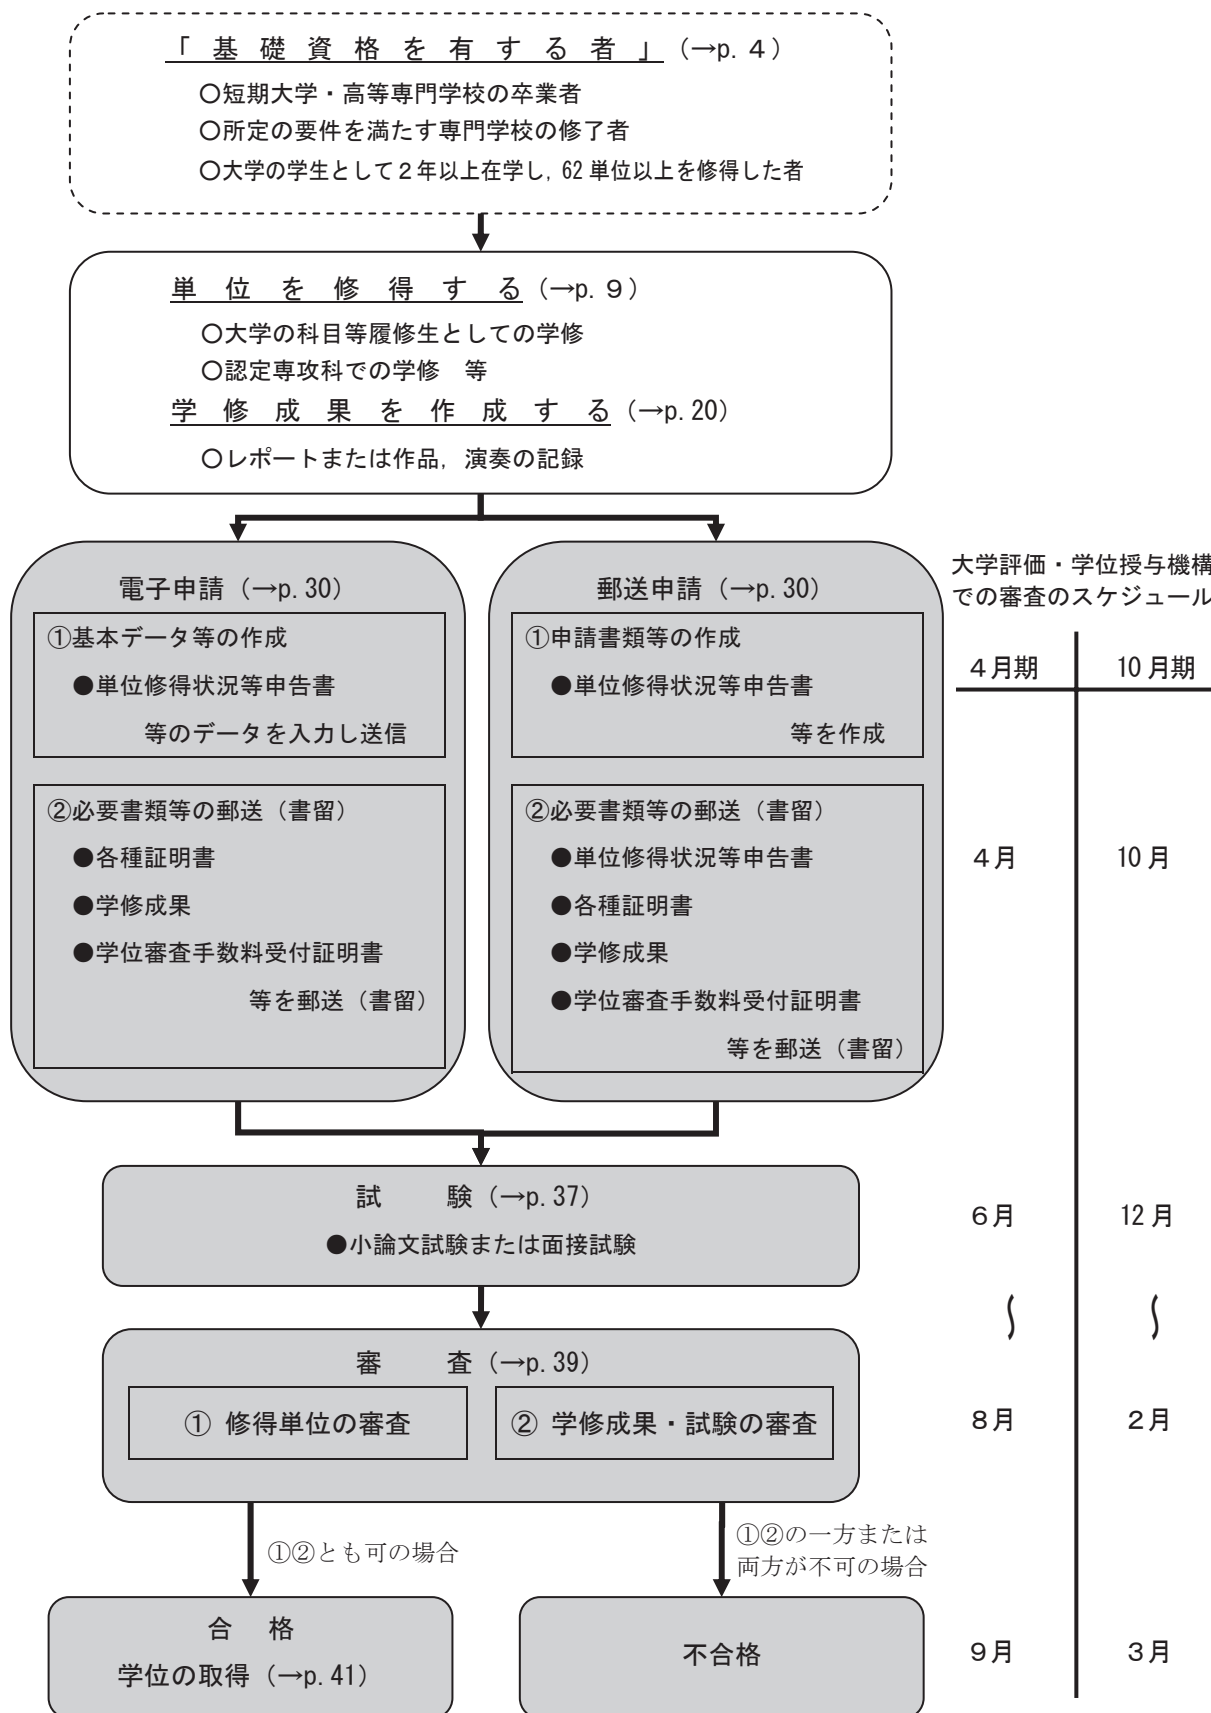 「基礎資格を有する者」(→p.４)
○短期大学・高等専門学校の卒業者
○所定の要件を満たす専門学校の修了者
○大学の学生として２年以上在学し, 62単位以上を修得した者
単位を修得する(→p.９)
○大学の科目等履修生としての学修
○認定専攻科での学修　等
学修成果を作成する(→p.20)
○レポートまたは作品, 演奏の記録
電子申請(→p.30)
①基本データ等の作成
●単位修得状況等申告書
等のデータを入力し送信
②必要書類等の郵送(書留)
●各種証明書
●学修成果
●学位審査手数料受付証明書
等を郵送(書留)
郵送申請(→p.30)
①申請書類等の作成
●単位修得状況等申告書
等を作成
②必要書類等の郵送(書留)
●単位修得状況等申告書
●各種証明書
●学修成果
●学位審査手数料受付証明書
等を郵送(書留)
大学評価・学位授与機構
での審査のスケジュール
４月期　10月期
４月　10月
試　験(→p.37)
●小論文試験または面接試験
６月　12月
〜　〜
審　査(→p.39)
① 修得単位の審査
② 学修成果・試験の審査
８月　２月
①②とも可の場合
①②の一方または
両方が不可の場合
合　格
学位の取得(→p.41)
不合格
９月　３月